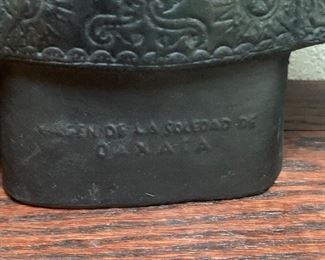 VIRGEN DE LA SOLEDAD DE
OAXACA